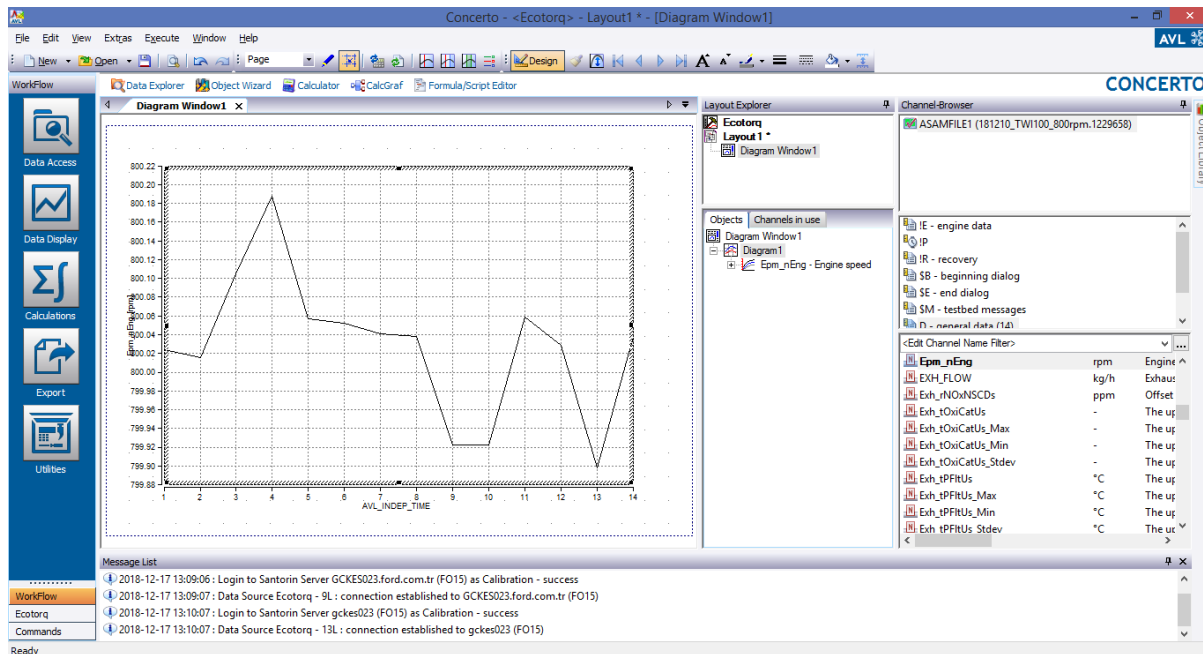 AVL
Concerto - <Ecotorq> - Layout1 * - [Diagram Window1]
File Edit View Extras Execute Window Help
AVL
New Open Page Design
WorkFlow
Data Explorer Object Wizard Calculator CalcGraf Formula/Script Editor
CONCERTO
Diagram Window1 ×
Layout Explorer
Channel-Browser
Object Library
Data Access
Data Display
Calculations
Export
Utilities
800.22
800.20
800.18
800.16
800.14
800.12
800.10
800.08
800.06
800.04
800.02
800.00
799.98
799.96
799.94
799.92
799.90
799.88
Epm_nEng [rpm]
1 2 3 4 5 6 7 8 9 10 11 12 13 14
AVL_INDEP_TIME
Ecotorq
Layout1 *
Diagram Window1
Objects Channels in use
Diagram Window1
Diagram1
Epm_nEng - Engine speed
ASAMFILE1 (181210_TWI100_800rpm.1229658)
!E - engine data
!P
!R - recovery
$B - beginning dialog
$E - end dialog
$M - testbed messages
D - general data (14)
<Edit Channel Name Filter> ...
Epm_nEng rpm Engine
EXH_FLOW kg/h Exhaus
Exh_rNOxNSCDs ppm Offset
Exh_tOxiCatUs - The up
Exh_tOxiCatUs_Max - The up
Exh_tOxiCatUs_Min - The up
Exh_tOxiCatUs_Stdev - The up
Exh_tPFltUs °C The up
Exh_tPFltUs_Max °C The up
Exh_tPFltUs_Min °C The up
Exh_tPFltUs_Stdev °C The up
Message List
2018-12-17 13:09:06 : Login to Santorin Server GCKES023.ford.com.tr (FO15) as Calibration - success
2018-12-17 13:09:07 : Data Source Ecotorq - 9L : connection established to GCKES023.ford.com.tr (FO15)
2018-12-17 13:10:07 : Login to Santorin Server gckes023 (FO15) as Calibration - success
2018-12-17 13:10:07 : Data Source Ecotorq - 13L : connection established to gckes023 (FO15)
WorkFlow
Ecotorq
Commands
Ready